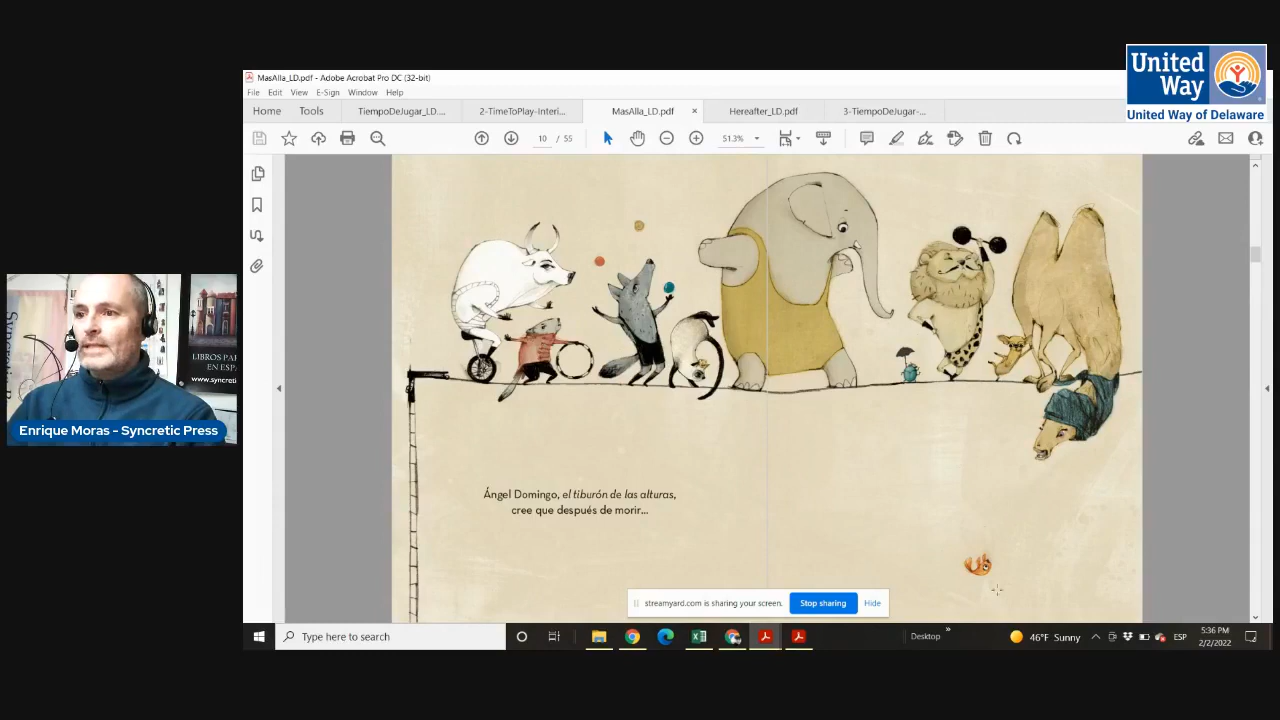 United
Way
United Way of Delaware
MasAlla_LD.pdf - Adobe Acrobat Pro DC (32-bit)
File Edit View E-Sign Window Help
Home Tools TiempoDeJugar_LD.... 2-TimeToPlay-Interi... MasAlla_LD.pdf × Hereafter_LD.pdf 3-TiempoDeJugar-...
10 / 55 51.3%
LIBROS PAR
EN ESPA
www.syncretic
Enrique Moras - Syncretic Press
Ángel Domingo, el tiburón de las alturas,
cree que después de morir...
streamyard.com is sharing your screen. Stop sharing Hide
Type here to search
Desktop »
46°F Sunny
ESP
5:36 PM
2/2/2022